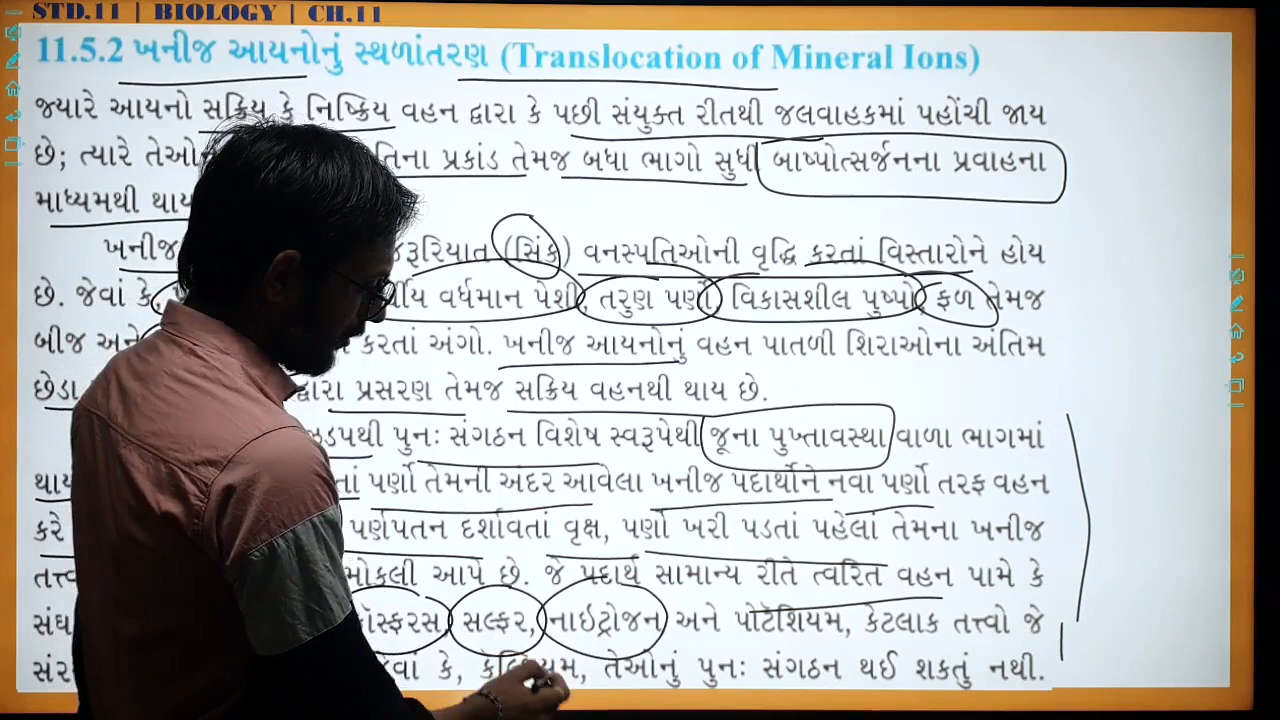 STD.11 | BIOLOGY | CH.11
11.5.2 ખનીજ આયનોનું સ્થળાંતરણ (Translocation of Mineral Ions)
જ્યારે આયનો સક્રિય કે નિષ્ક્રિય વહન દ્વારા કે પછી સંયુક્ત રીતથી જલવાહકમાં પહોંચી જાય
છે; ત્યારે તેઓ પ્રકાંડ તેમજ બધા ભાગો સુધી બાષ્પોત્સર્જનના પ્રવાહના
માધ્યમથી થાય
ખનીજ (સિંક) વનસ્પતિઓની વૃદ્ધિ કરતાં વિસ્તારોને હોય
છે. જેવાં કે, વર્ધમાન પેશી, તરુણ પર્ણો, વિકાસશીલ પુષ્પો, ફળ તેમજ
બીજ અને કરતાં અંગો. ખનીજ આયનોનું વહન પાતળી શિરાઓના અંતિમ
છેડા દ્વારા પ્રસરણ તેમજ સક્રિય વહનથી થાય છે.
ઝડપથી પુનઃ સંગઠન વિશેષ સ્વરૂપેથી જૂના પુખ્તાવસ્થા વાળા ભાગમાં
થાય પર્ણો તેમની અંદર આવેલા ખનીજ પદાર્થોને નવા પર્ણો તરફ વહન
કરે પર્ણપતન દર્શાવતાં વૃક્ષ, પર્ણો ખરી પડતાં પહેલાં તેમના ખનીજ
તત્ત્વ મોકલી આપે છે. જે પદાર્થ સામાન્ય રીતે ત્વરિત વહન પામે કે
ફૉસ્ફરસ, સલ્ફર, નાઇટ્રોજન અને પોટૅશિયમ, કેટલાક તત્ત્વો જે
જેવાં કે, કૅલ્શિયમ, તેઓનું પુનઃ સંગઠન થઈ શકતું નથી.